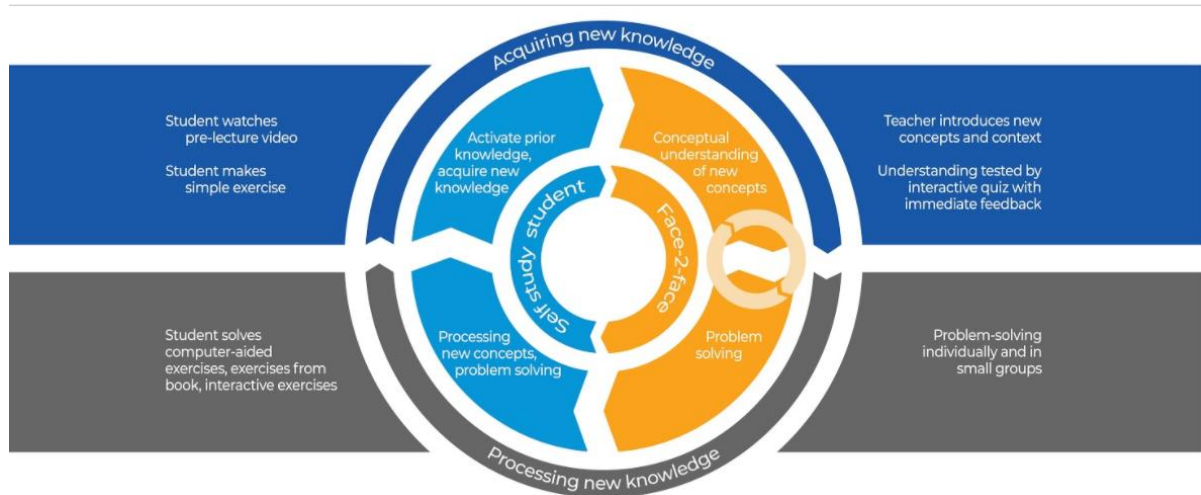 Acquiring new knowledge
Student watches
pre-lecture video
Student makes
simple exercise
Activate prior
knowledge,
acquire new
knowledge
Conceptual
understanding
of new
concepts
Teacher introduces new
concepts and context
Understanding tested by
interactive quiz with
immediate feedback
Self study student
Face-2-face
Student solves
computer-aided
exercises, exercises from
book, interactive exercises
Processing
new concepts,
problem solving
Problem
solving
Problem-solving
individually and in
small groups
Processing new knowledge